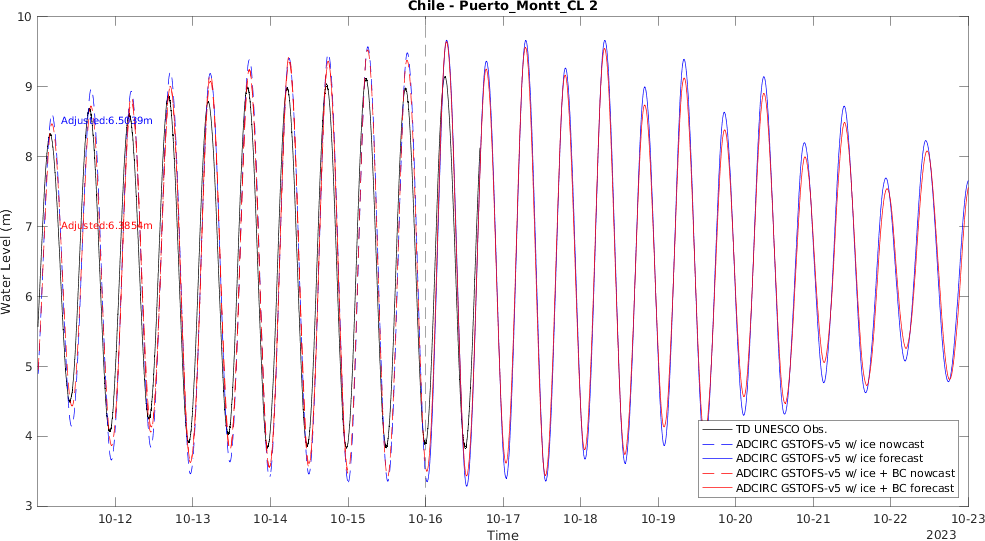 Chile - Puerto_Montt_CL 2
10
9
8
7
6
5
4
3
Water Level (m)
Adjusted:6.5039m
Adjusted:6.3854m
TD UNESCO Obs.
ADCIRC GSTOFS-v5 w/ ice nowcast
ADCIRC GSTOFS-v5 w/ ice forecast
ADCIRC GSTOFS-v5 w/ ice + BC nowcast
ADCIRC GSTOFS-v5 w/ ice + BC forecast
10-12 10-13 10-14 10-15 10-16 10-17 10-18 10-19 10-20 10-21 10-22 10-23
Time
2023